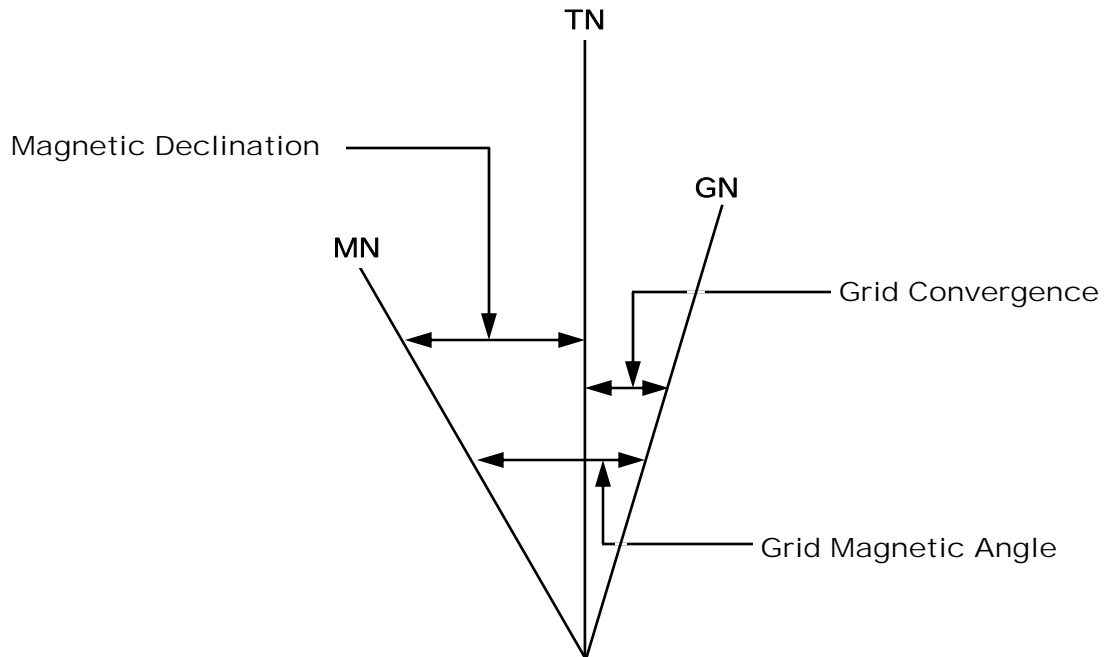 TN
Magnetic Declination
GN
MN
Grid Convergence
Grid Magnetic Angle